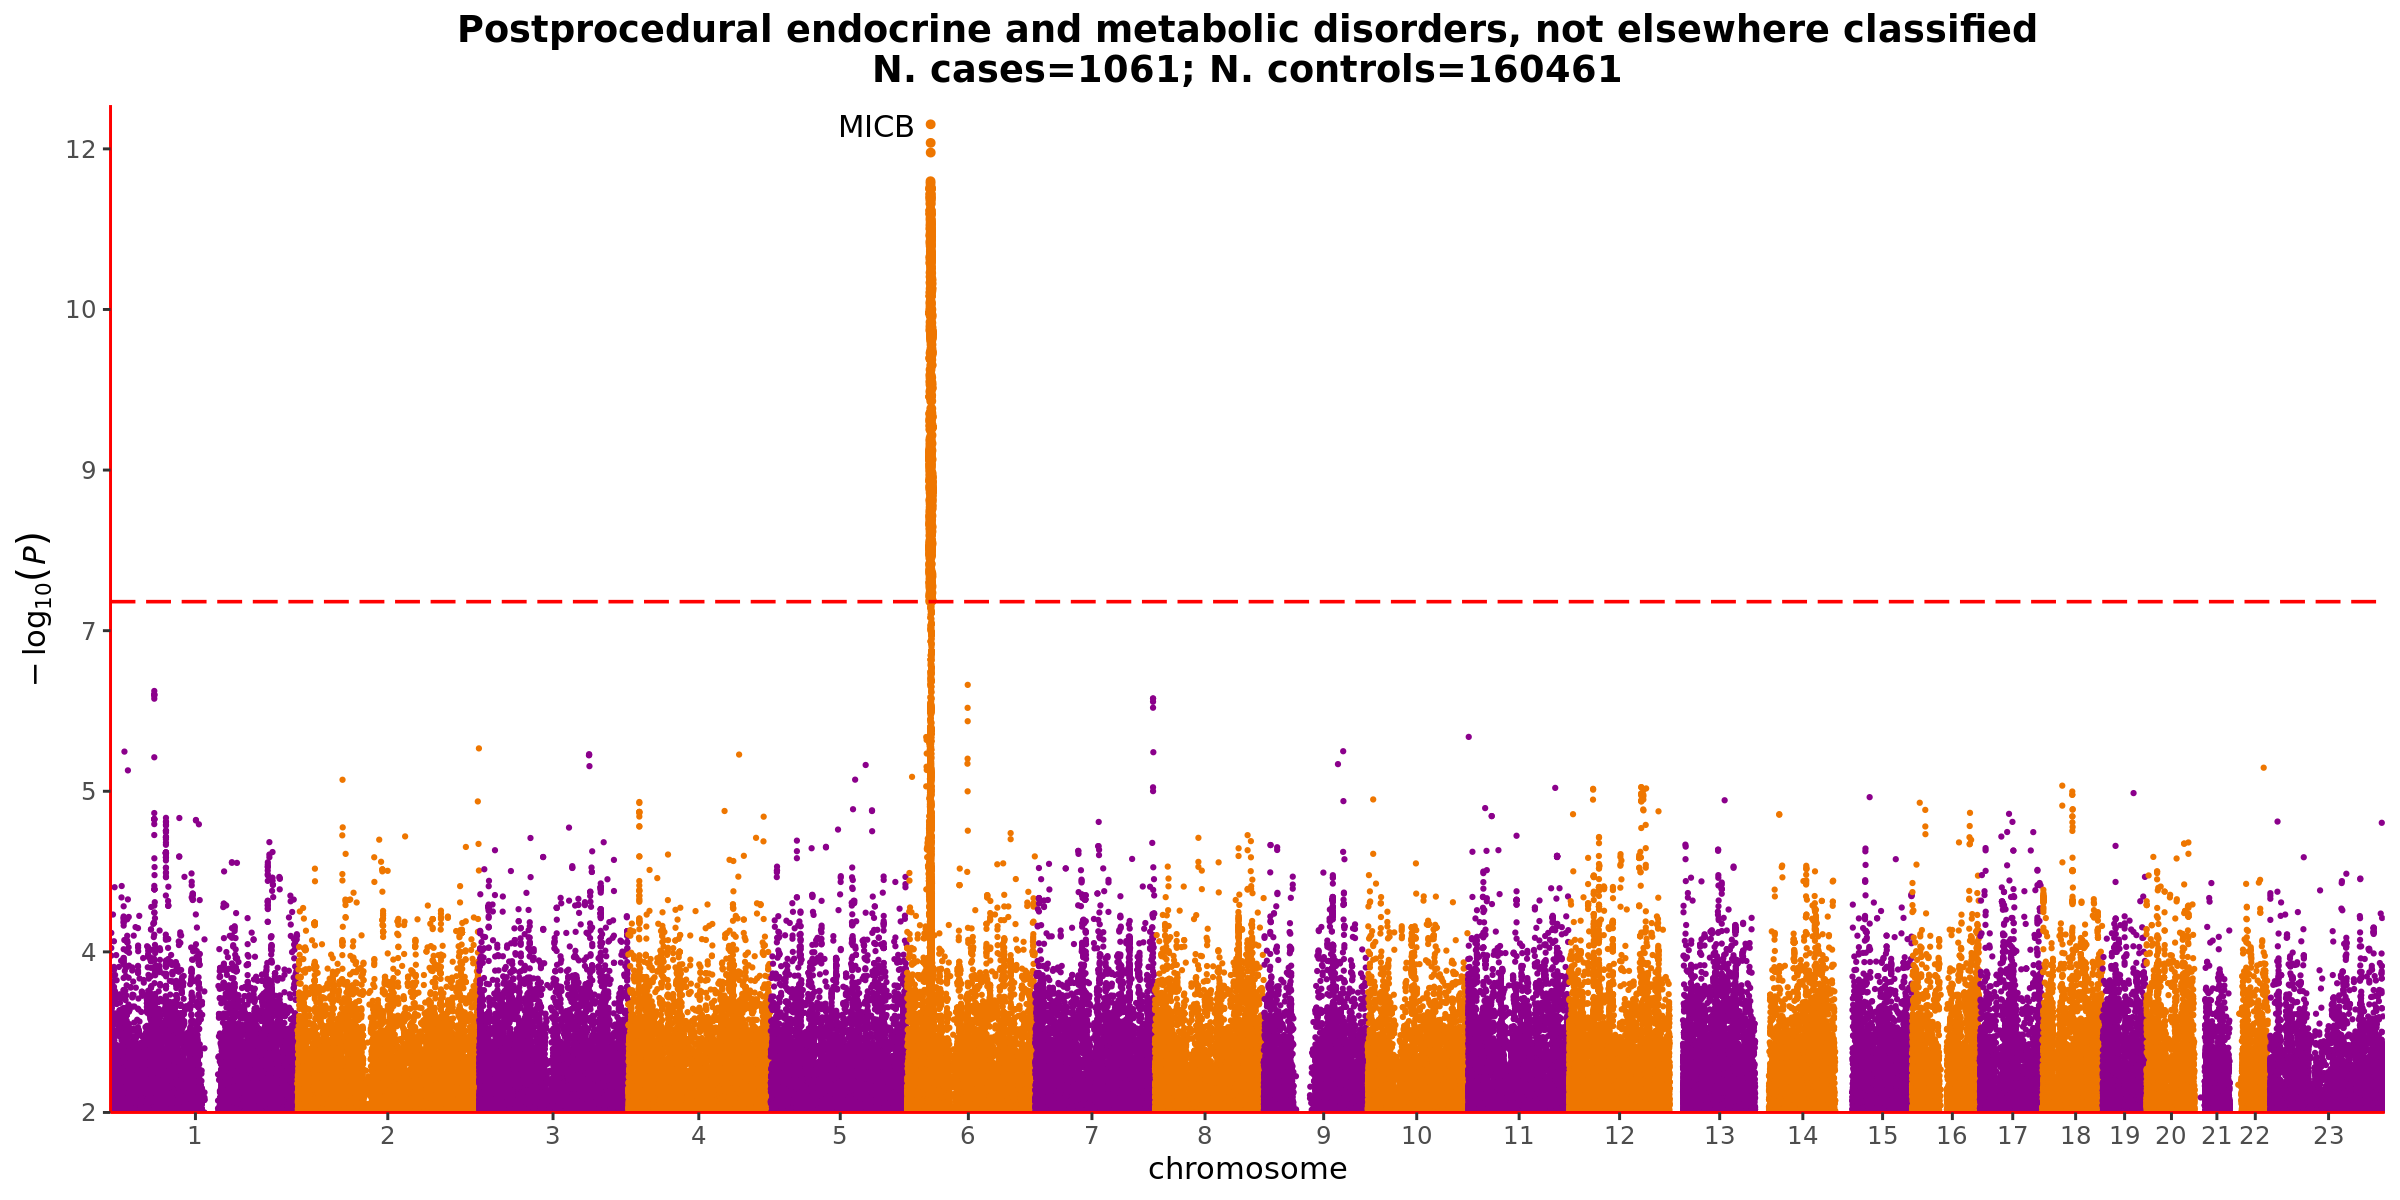 Postprocedural endocrine and metabolic disorders, not elsewhere classified
N. cases=1061; N. controls=160461
MICB
12
10
9
7
5
4
2
− log10(P)
1 2 3 4 5 6 7 8 9 10 11 12 13 14 15 16 17 18 19 20 21 22 23
chromosome